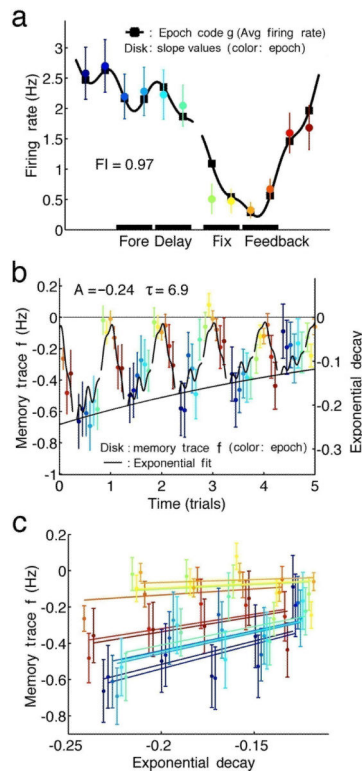 a
■ : Epoch code g (Avg firing rate)
Disk : slope values (color: epoch)
Firing rate (Hz)
3
2.5
2
1.5
1
0.5
0
FI = 0.97
Fore Delay Fix Feedback
b
A =−0.24 τ = 6.9
Memory trace f (Hz)
0.2
0
-0.2
-0.4
-0.6
-0.8
-1
0
-0.1
-0.2
-0.3
Exponential decay
Disk : memory trace f (color: epoch)
— : Exponential fit
0 1 2 3 4 5
Time (trials)
c
Memory trace f (Hz)
0.2
0
-0.2
-0.4
-0.6
-0.8
-0.25 -0.2 -0.15
Exponential decay